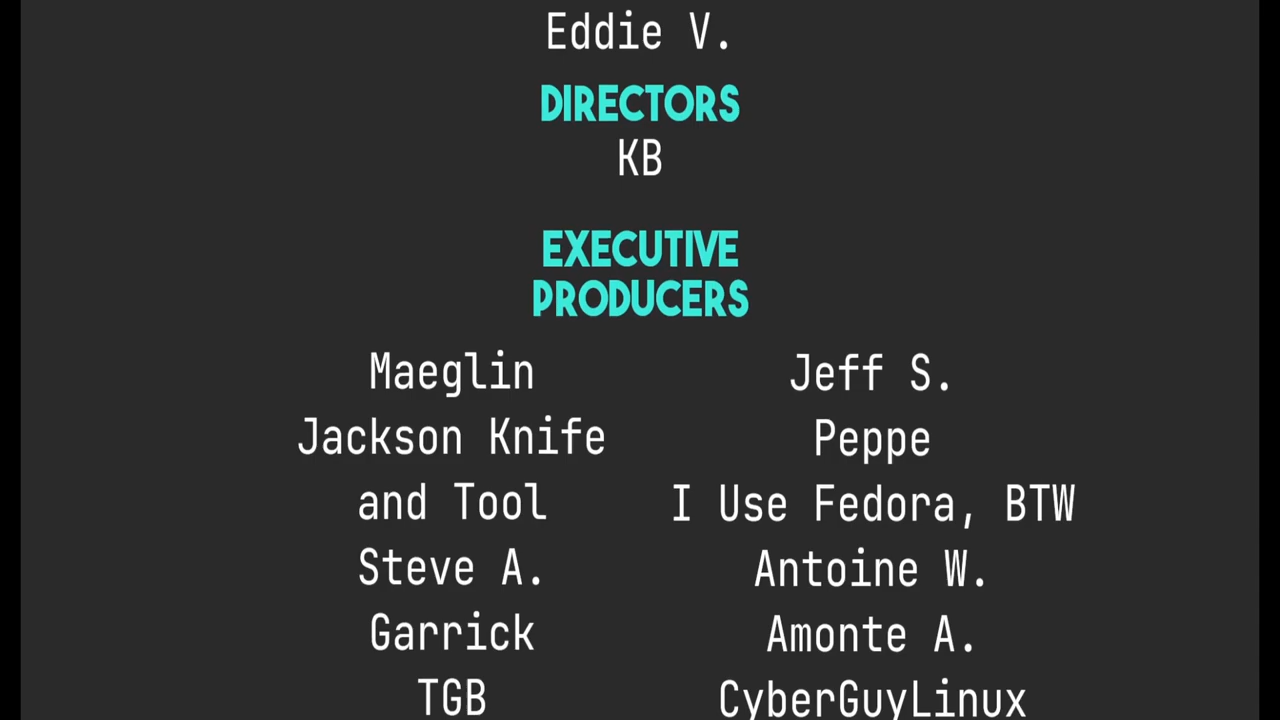 Eddie V.
DIRECTORS
KB
EXECUTIVE
PRODUCERS
Maeglin
Jackson Knife
and Tool
Steve A.
Garrick
TGB
Jeff S.
Peppe
I Use Fedora, BTW
Antoine W.
Amonte A.
CyberGuyLinux